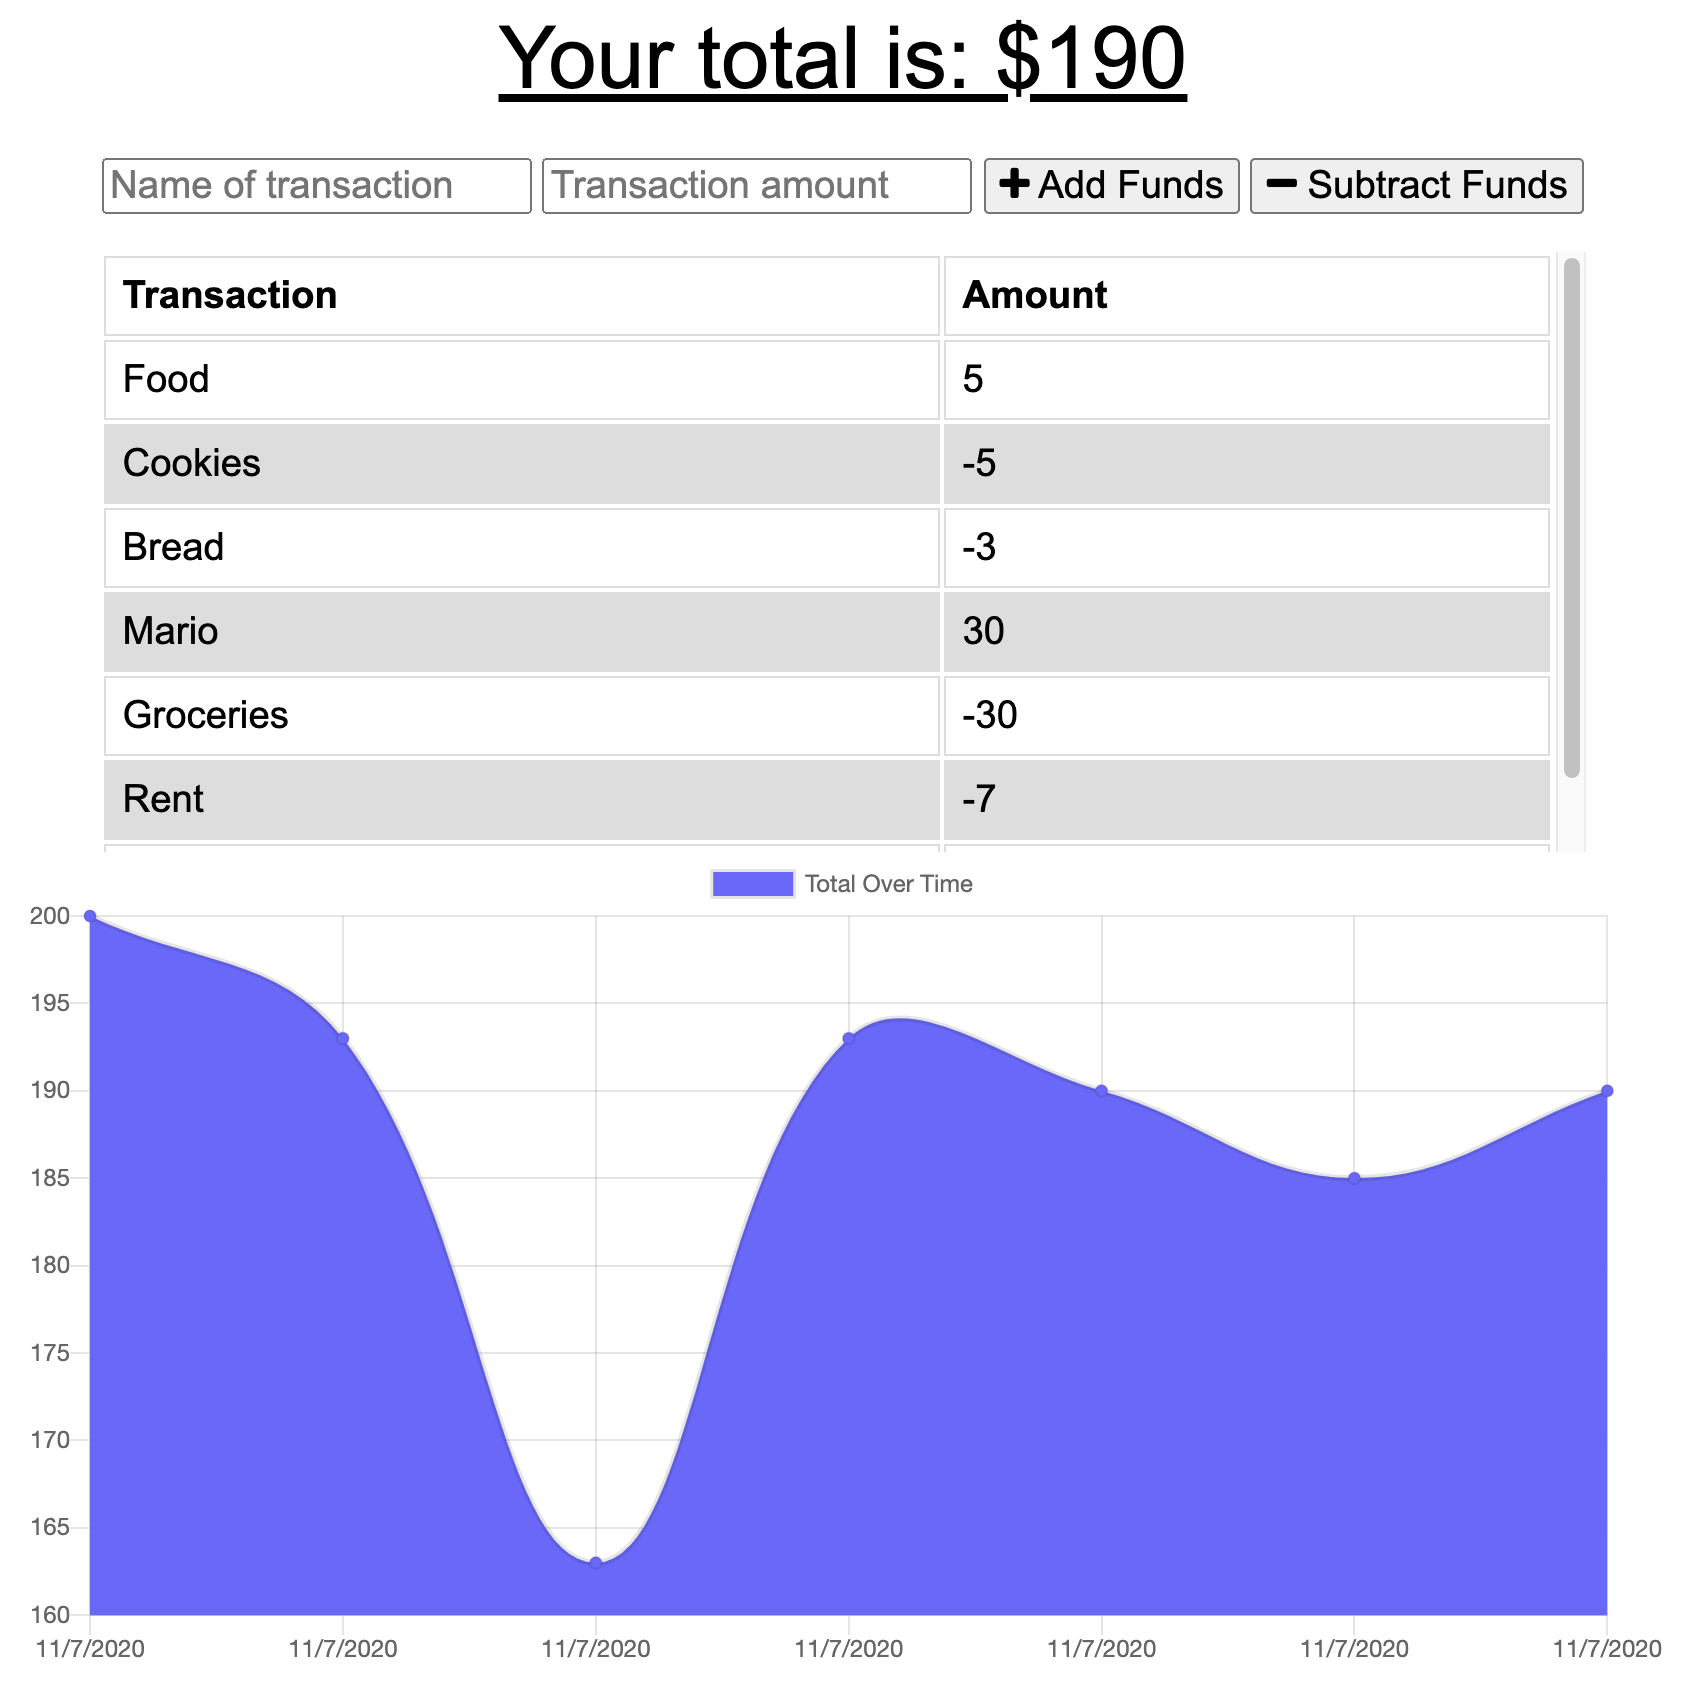 Your total is: $190
Name of transaction Transaction amount Add Funds Subtract Funds
Transaction Amount
Food 5
Cookies -5
Bread -3
Mario 30
Groceries -30
Rent -7
Total Over Time
200
195
190
185
180
175
170
165
160
11/7/2020 11/7/2020 11/7/2020 11/7/2020 11/7/2020 11/7/2020 11/7/2020